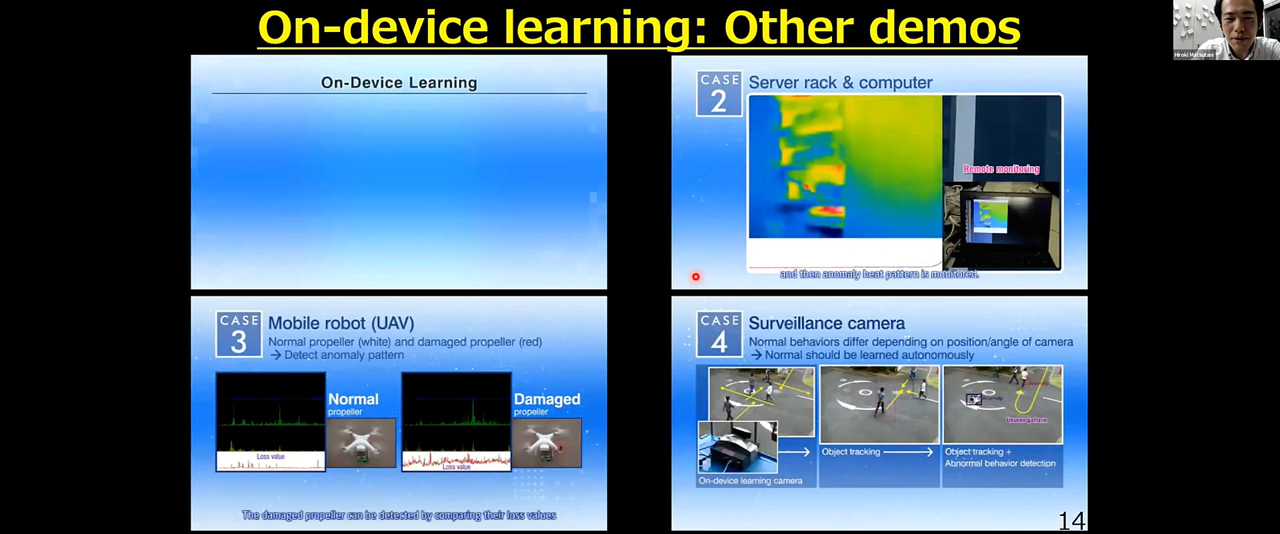 On-device learning: Other demos
Hiroki Matsutani
On-Device Learning
CASE
2
Server rack & computer
Remote monitoring
and then anomaly heat pattern is monitored.
CASE
3
Mobile robot (UAV)
Normal propeller (white) and damaged propeller (red)
→ Detect anomaly pattern
Normal
propeller
Damaged
propeller
Loss value
Loss value
The damaged propeller can be detected by comparing their loss values
CASE
4
Surveillance camera
Normal behaviors differ depending on position/angle of camera
→ Normal should be learned autonomously
Unseen pattern
On-device learning camera
Object tracking
Object tracking +
Abnormal behavior detection
14